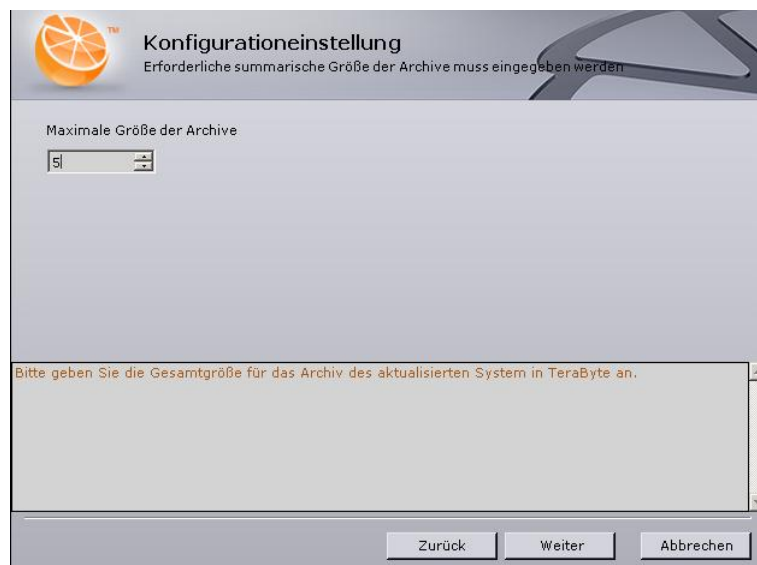 TM
Konfigurationeinstellung
Erforderliche summarische Größe der Archive muss eingegeben werden
Maximale Größe der Archive
5
Bitte geben Sie die Gesamtgröße für das Archiv des aktualisierten System in TeraByte an.
Zurück
Weiter
Abbrechen